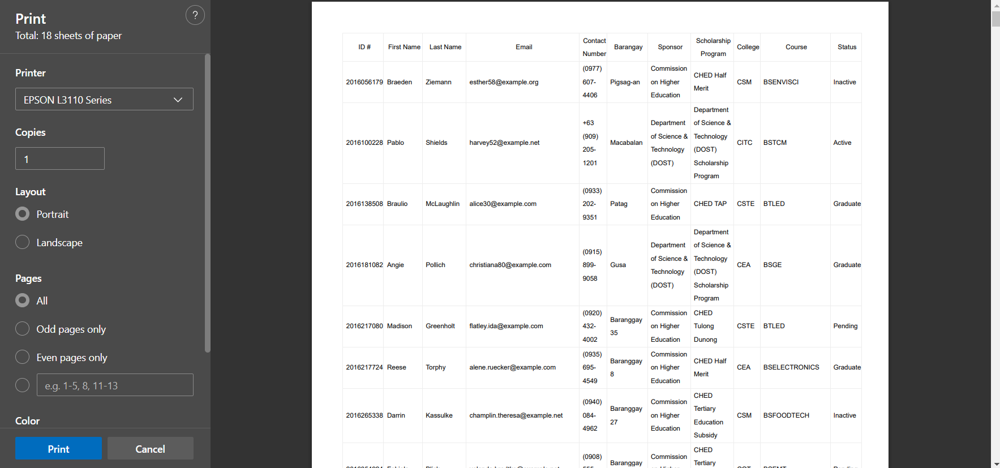 Print
?
Total: 18 sheets of paper
Printer
EPSON L3110 Series
Copies
1
Layout
Portrait
Landscape
Pages
All
Odd pages only
Even pages only
e.g. 1-5, 8, 11-13
Color
Print Cancel
ID # First Name Last Name Email Contact Number Barangay Sponsor Scholarship Program College Course Status
2016056179 Braeden Ziemann esther58@example.org (0977) 607-4406 Pigsag-an Commission on Higher Education CHED Half Merit CSM BSENVISCI Inactive
2016100228 Pablo Shields harvey52@example.net +63 (909) 205-1201 Macabalan Department of Science & Technology (DOST) Department of Science & Technology (DOST) Scholarship Program CITC BSTCM Active
2016138508 Braulio McLaughlin alice30@example.com (0933) 202-9351 Patag Commission on Higher Education CHED TAP CSTE BTLED Graduate
2016181082 Angie Pollich christiana80@example.com (0915) 899-9058 Gusa Department of Science & Technology (DOST) Department of Science & Technology (DOST) Scholarship Program CEA BSGE Graduate
2016217080 Madison Greenholt flatley.ida@example.com (0920) 432-4002 Baranggay 35 Commission on Higher Education CHED Tulong Dunong CSTE BTLED Pending
2016217724 Reese Torphy alene.ruecker@example.com (0935) 695-4549 Baranggay 8 Commission on Higher Education CHED Half Merit CEA BSELECTRONICS Graduate
2016265338 Darrin Kassulke champlin.theresa@example.net (0940) 084-4962 Baranggay 27 Commission on Higher Education CHED Tertiary Education Subsidy CSM BSFOODTECH Inactive
(0908) Baranggay Commission CHED Tertiary